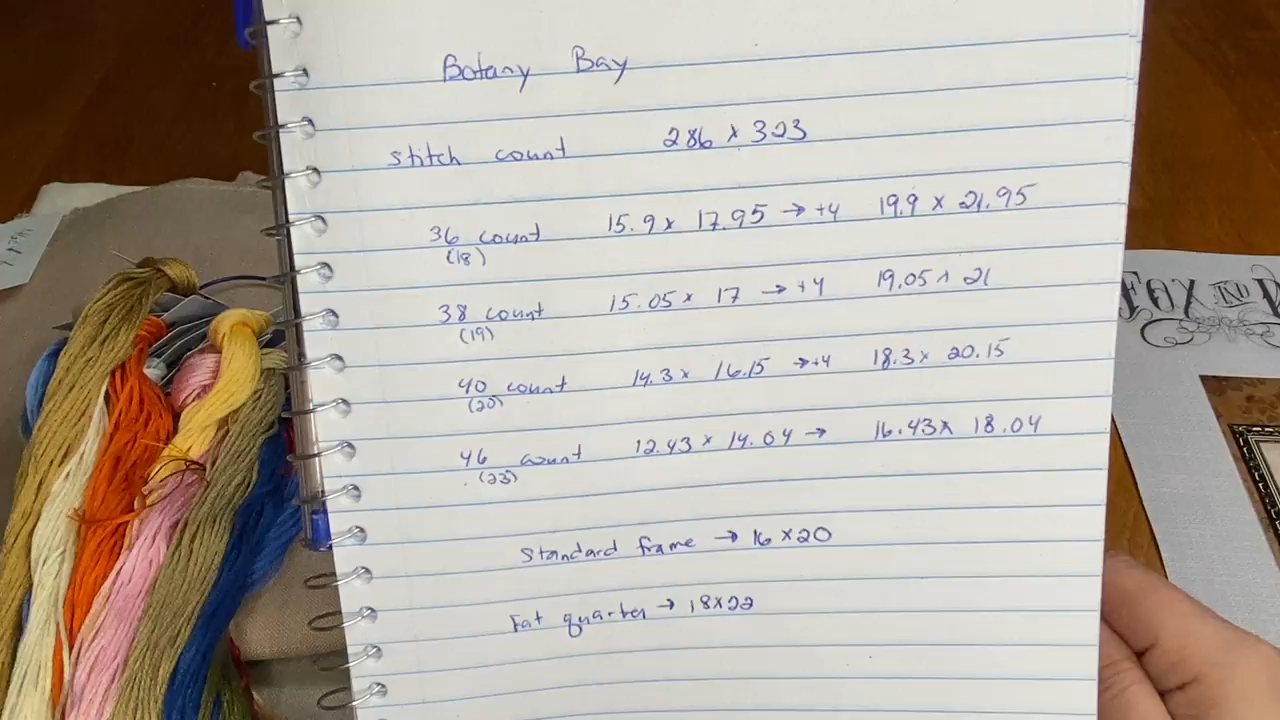 Botany Bay
stitch count 286 x 323
36 count 15.9 x 17.95 → +4 19.9 x 21.95
(18)
38 count 15.05 x 17 → +4 19.05 x 21
(19)
40 count 14.3 x 16.15 → +4 18.3 x 20.15
(20)
46 count 12.43 x 14.04 → 16.43 x 18.04
(23)
Standard frame → 16 x 20
Fat quarter → 18 x 22
FOX AND